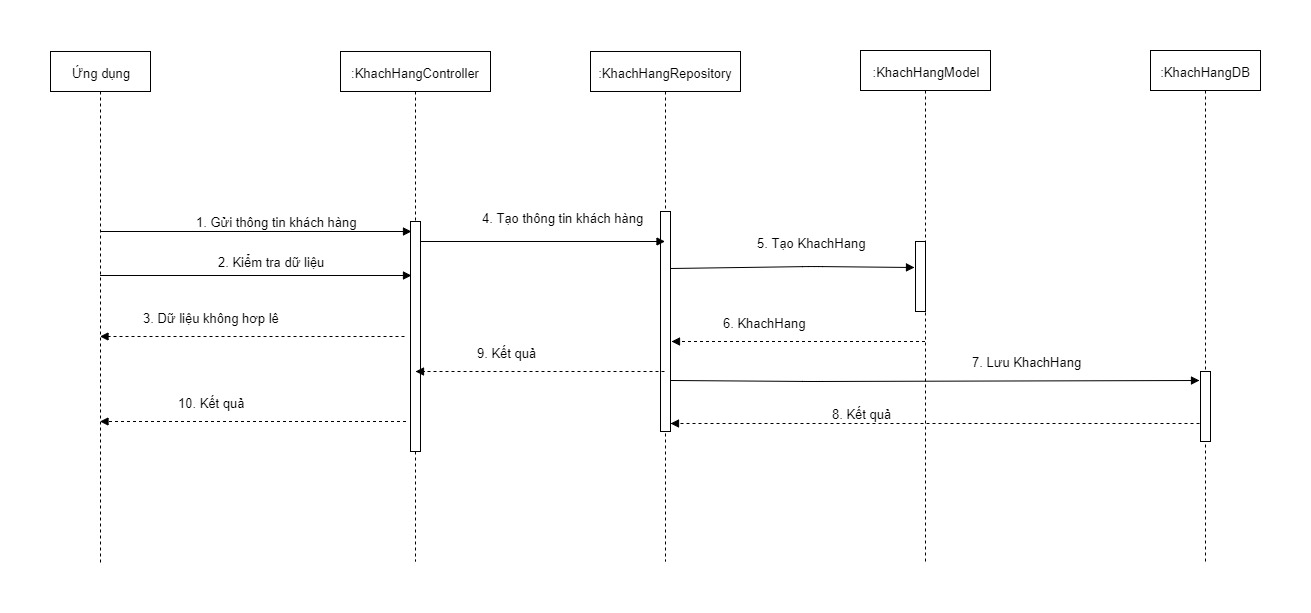 Ứng dụng
:KhachHangController
:KhachHangRepository
:KhachHangModel
:KhachHangDB
1. Gửi thông tin khách hàng
4. Tạo thông tin khách hàng
5. Tạo KhachHang
2. Kiểm tra dữ liệu
3. Dữ liệu không hợp lê
6. KhachHang
9. Kết quả
7. Lưu KhachHang
10. Kết quả
8. Kết quả